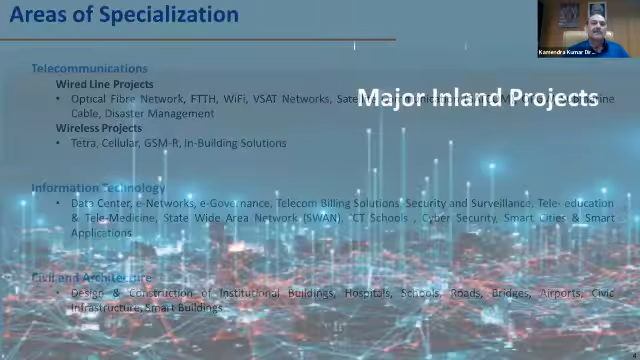 Areas of Specialization
Kamendra Kumar Dir...
Telecommunications
Wired Line Projects
Major Inland Projects
• Optical Fibre Network, FTTH, WiFi, VSAT Networks,
Cable, Disaster Management
Wireless Projects
• Tetra, Cellular, GSM-R, In-Building Solutions
Information Technology
• Data Center, e-Networks, e-Governance, Telecom Billing Solutions, Security and Surveillance, Tele- education
& Tele-Medicine, State Wide Area Network (SWAN), ICT Schools , Cyber Security, Smart Cities & Smart
Applications
Civil and Architecture
• Design & Construction of Institutional Buildings, Hospitals, Schools, Roads, Bridges, Airports, Civic
Infrastructure, Smart Buildings